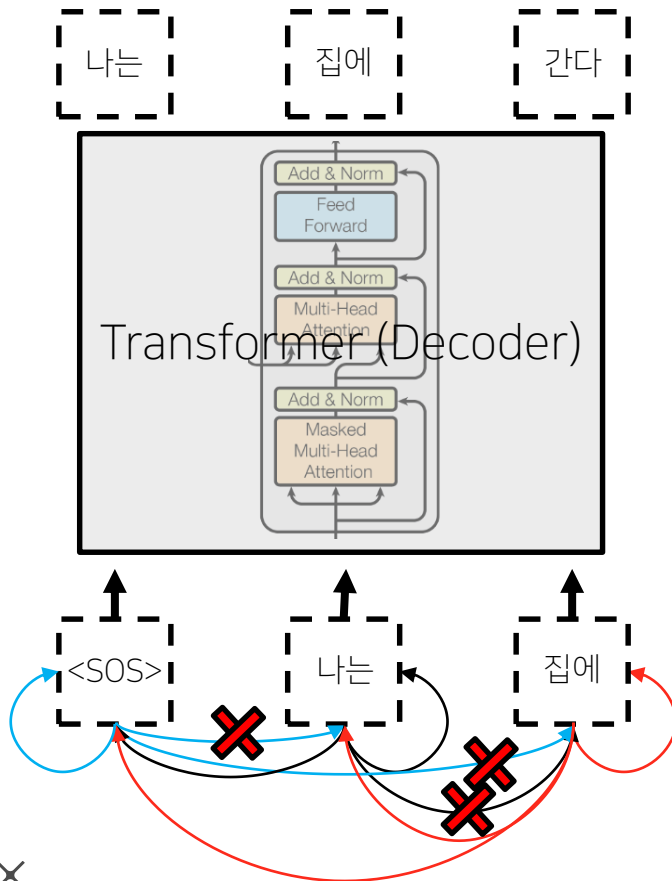 나는
집에
간다
Add & Norm
Feed
Forward
Add & Norm
Multi-Head
Attention
Transformer (Decoder)
Add & Norm
Masked
Multi-Head
Attention
<SOS>
나는
집에